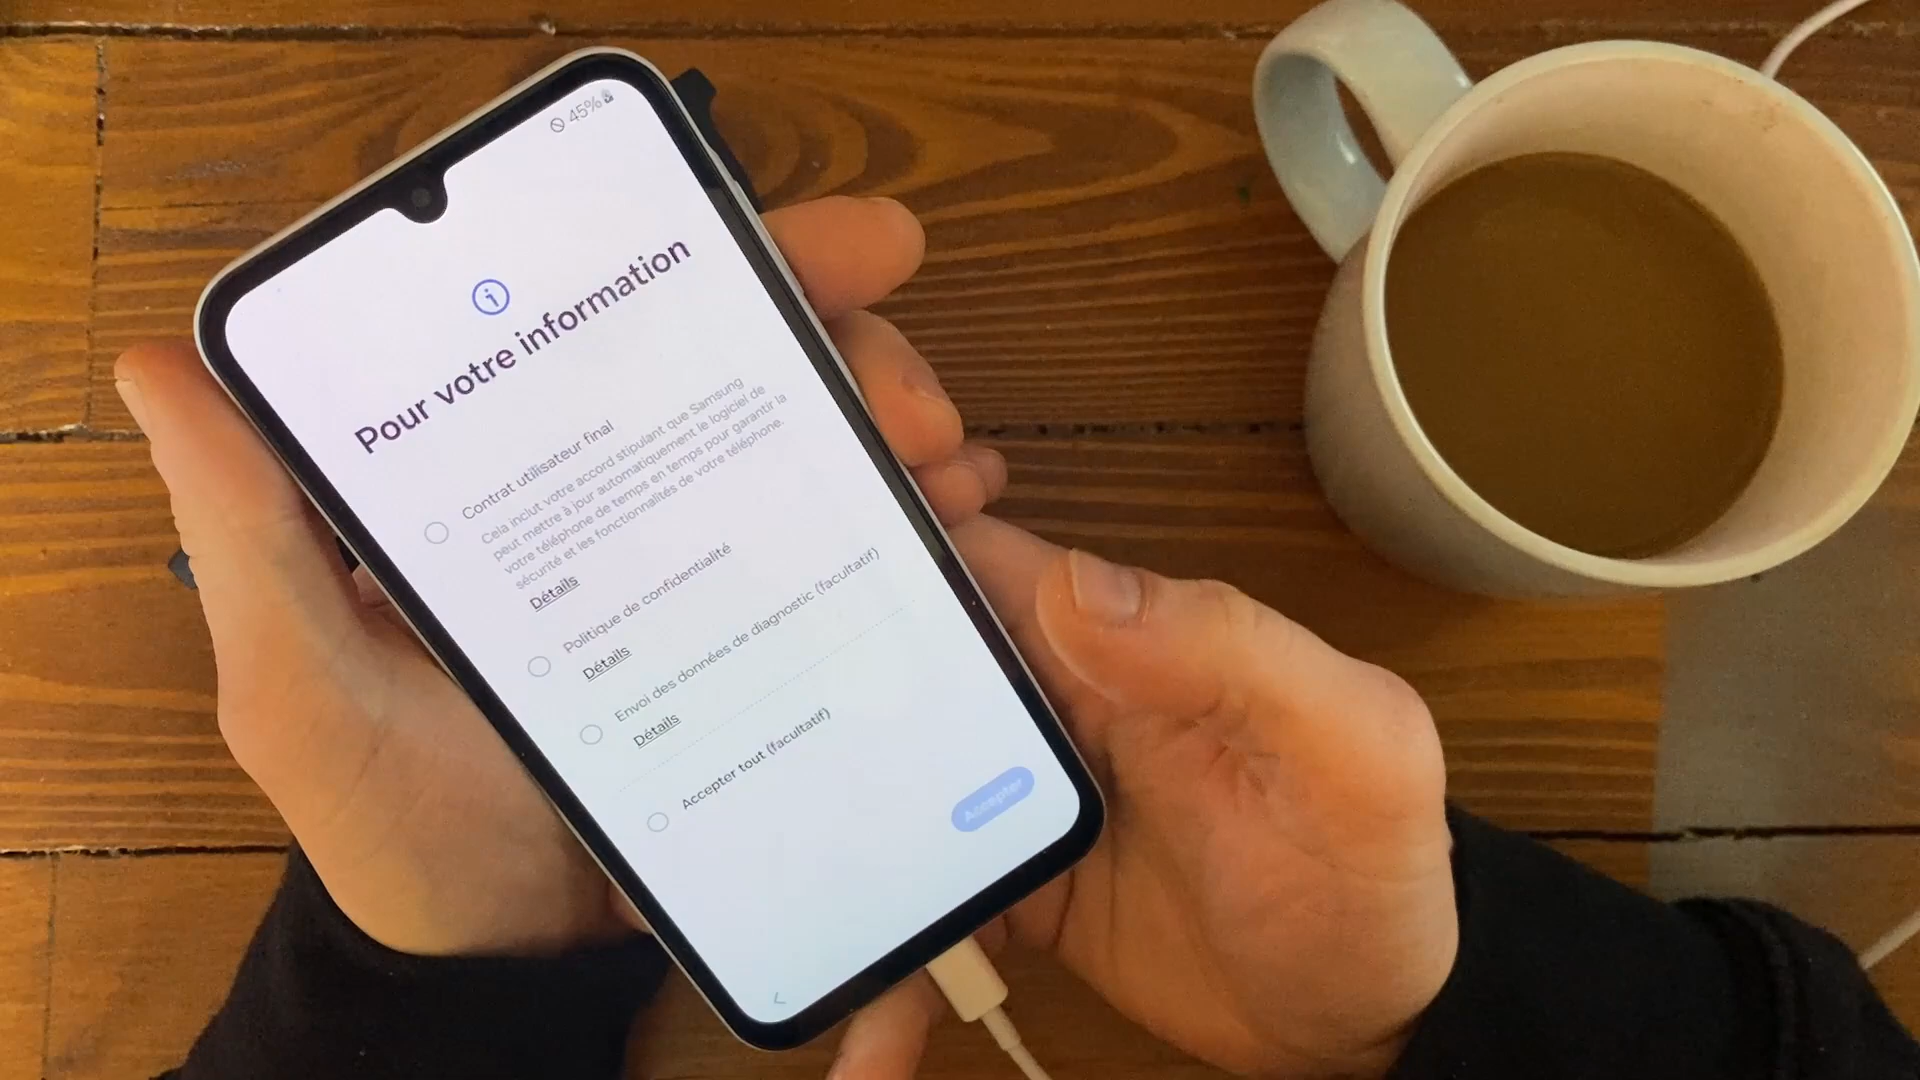 45%
Pour votre information
Contrat utilisateur final
Cela inclut votre accord stipulant que Samsung
peut mettre à jour automatiquement le logiciel de
votre téléphone de temps en temps pour garantir la
sécurité et les fonctionnalités de votre téléphone.
Détails
Politique de confidentialité
Détails
Envoi des données de diagnostic (facultatif)
Détails
Accepter tout (facultatif)
Accepter